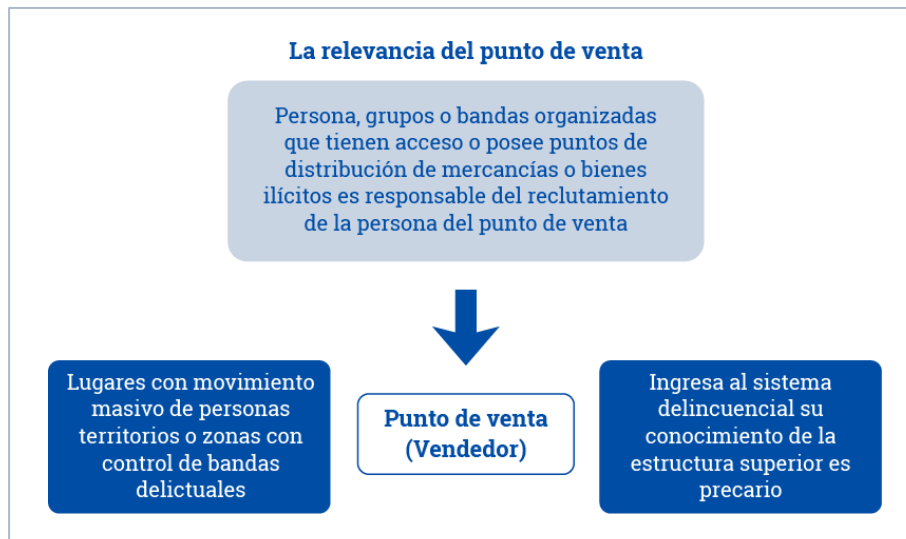 La relevancia del punto de venta
Persona, grupos o bandas organizadas
que tienen acceso o posee puntos de
distribución de mercancías o bienes
ilícitos es responsable del reclutamiento
de la persona del punto de venta
Lugares con movimiento
masivo de personas
territorios o zonas con
control de bandas
delictuales
Punto de venta
(Vendedor)
Ingresa al sistema
delincuencial su
conocimiento de la
estructura superior es
precario